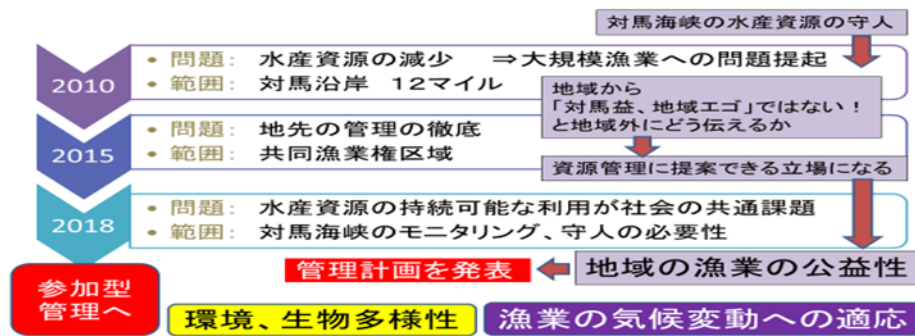 対馬海峡の水産資源の守人
2010
• 問題: 水産資源の減少 ⇒大規模漁業への問題提起
• 範囲: 対馬沿岸 12マイル
地域から
「対馬益、地域エゴ」ではない!
と地域外にどう伝えるか
2015
• 問題: 地先の管理の徹底
• 範囲: 共同漁業権区域
資源管理に提案できる立場になる
2018
• 問題: 水産資源の持続可能な利用が社会の共通課題
• 範囲: 対馬海峡のモニタリング、守人の必要性
参加型
管理へ
管理計画を発表
地域の漁業の公益性
環境、生物多様性
漁業の気候変動への適応